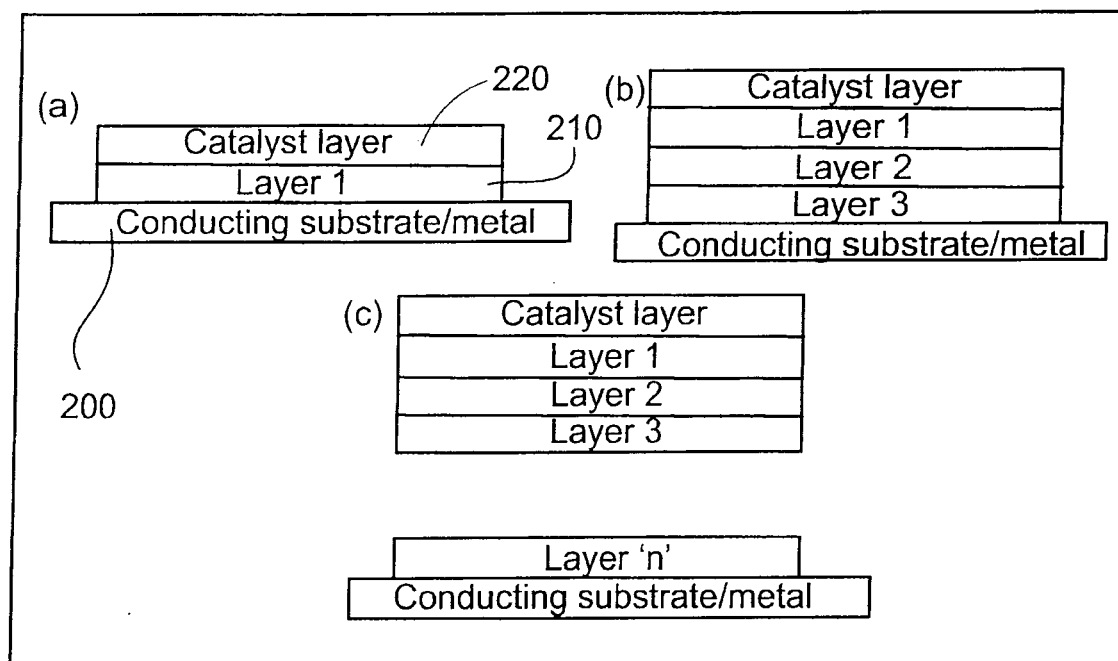 (a)
220
210
Catalyst layer
Layer 1
Conducting substrate/metal
200
(b)
Catalyst layer
Layer 1
Layer 2
Layer 3
Conducting substrate/metal
(c)
Catalyst layer
Layer 1
Layer 2
Layer 3
Layer ‘n’
Conducting substrate/metal